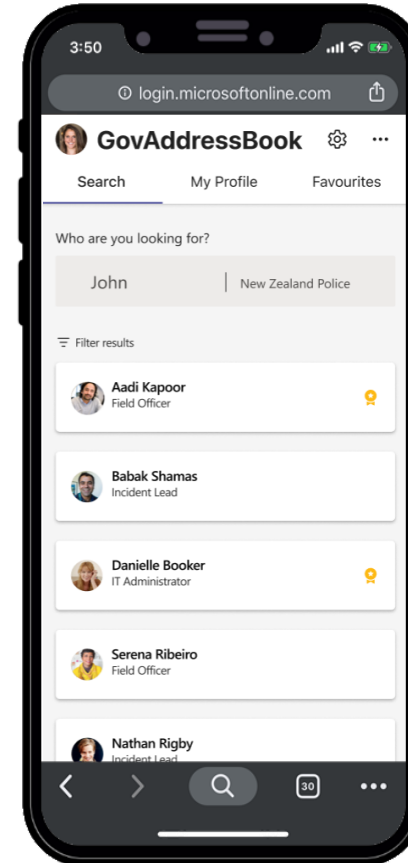 3:50
login.microsoftonline.com
GovAddressBook
Search My Profile Favourites
Who are you looking for?
John New Zealand Police
Filter results
Aadi Kapoor
Field Officer
Babak Shamas
Incident Lead
Danielle Booker
IT Administrator
Serena Ribeiro
Field Officer
Nathan Rigby
Incident Lead
30